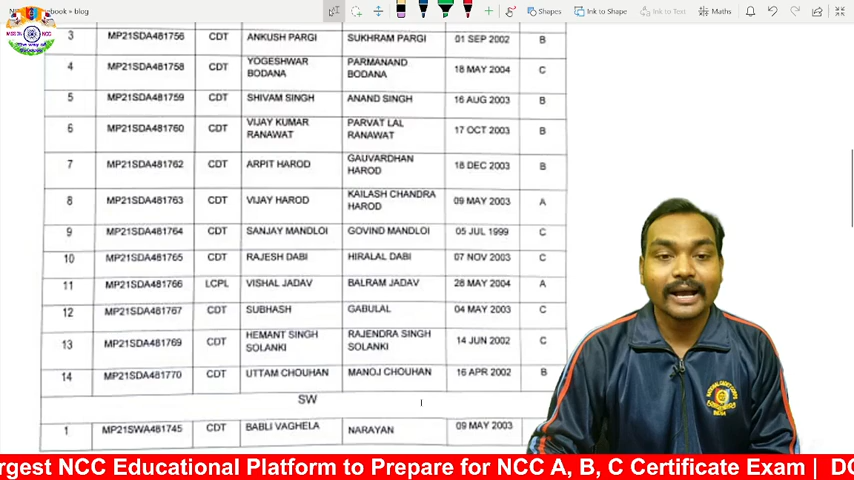 ebook > blog
Shapes
Ink to Shape
Ink to Text
Maths
3 MP21SDA481756 CDT ANKUSH PARGI SUKHRAM PARGI 01 SEP 2002 B
4 MP21SDA481758 CDT YOGESHWAR BODANA PARMANAND BODANA 18 MAY 2004 C
5 MP21SDA481759 CDT SHIVAM SINGH ANAND SINGH 16 AUG 2003 B
6 MP21SDA481760 CDT VIJAY KUMAR RANAWAT PARVAT LAL RANAWAT 17 OCT 2003 B
7 MP21SDA481762 CDT ARPIT HAROD GAUVARDHAN HAROD 18 DEC 2003 B
8 MP21SDA481763 CDT VIJAY HAROD KAILASH CHANDRA HAROD 09 MAY 2003 A
9 MP21SDA481764 CDT SANJAY MANDLOI GOVIND MANDLOI 05 JUL 1999 C
10 MP21SDA481765 CDT RAJESH DABI HIRALAL DABI 07 NOV 2003 C
11 MP21SDA481766 LCPL VISHAL JADAV BALRAM JADAV 28 MAY 2004 A
12 MP21SDA481767 CDT SUBHASH GABULAL 04 MAY 2003 C
13 MP21SDA481769 CDT HEMANT SINGH SOLANKI RAJENDRA SINGH SOLANKI 14 JUN 2002 C
14 MP21SDA481770 CDT UTTAM CHOUHAN MANOJ CHOUHAN 16 APR 2002 B
SW
1 MP21SWA481745 CDT BABLI VAGHELA NARAYAN 09 MAY 2003
argest NCC Educational Platform to Prepare for NCC A, B, C Certificate Exam | DO